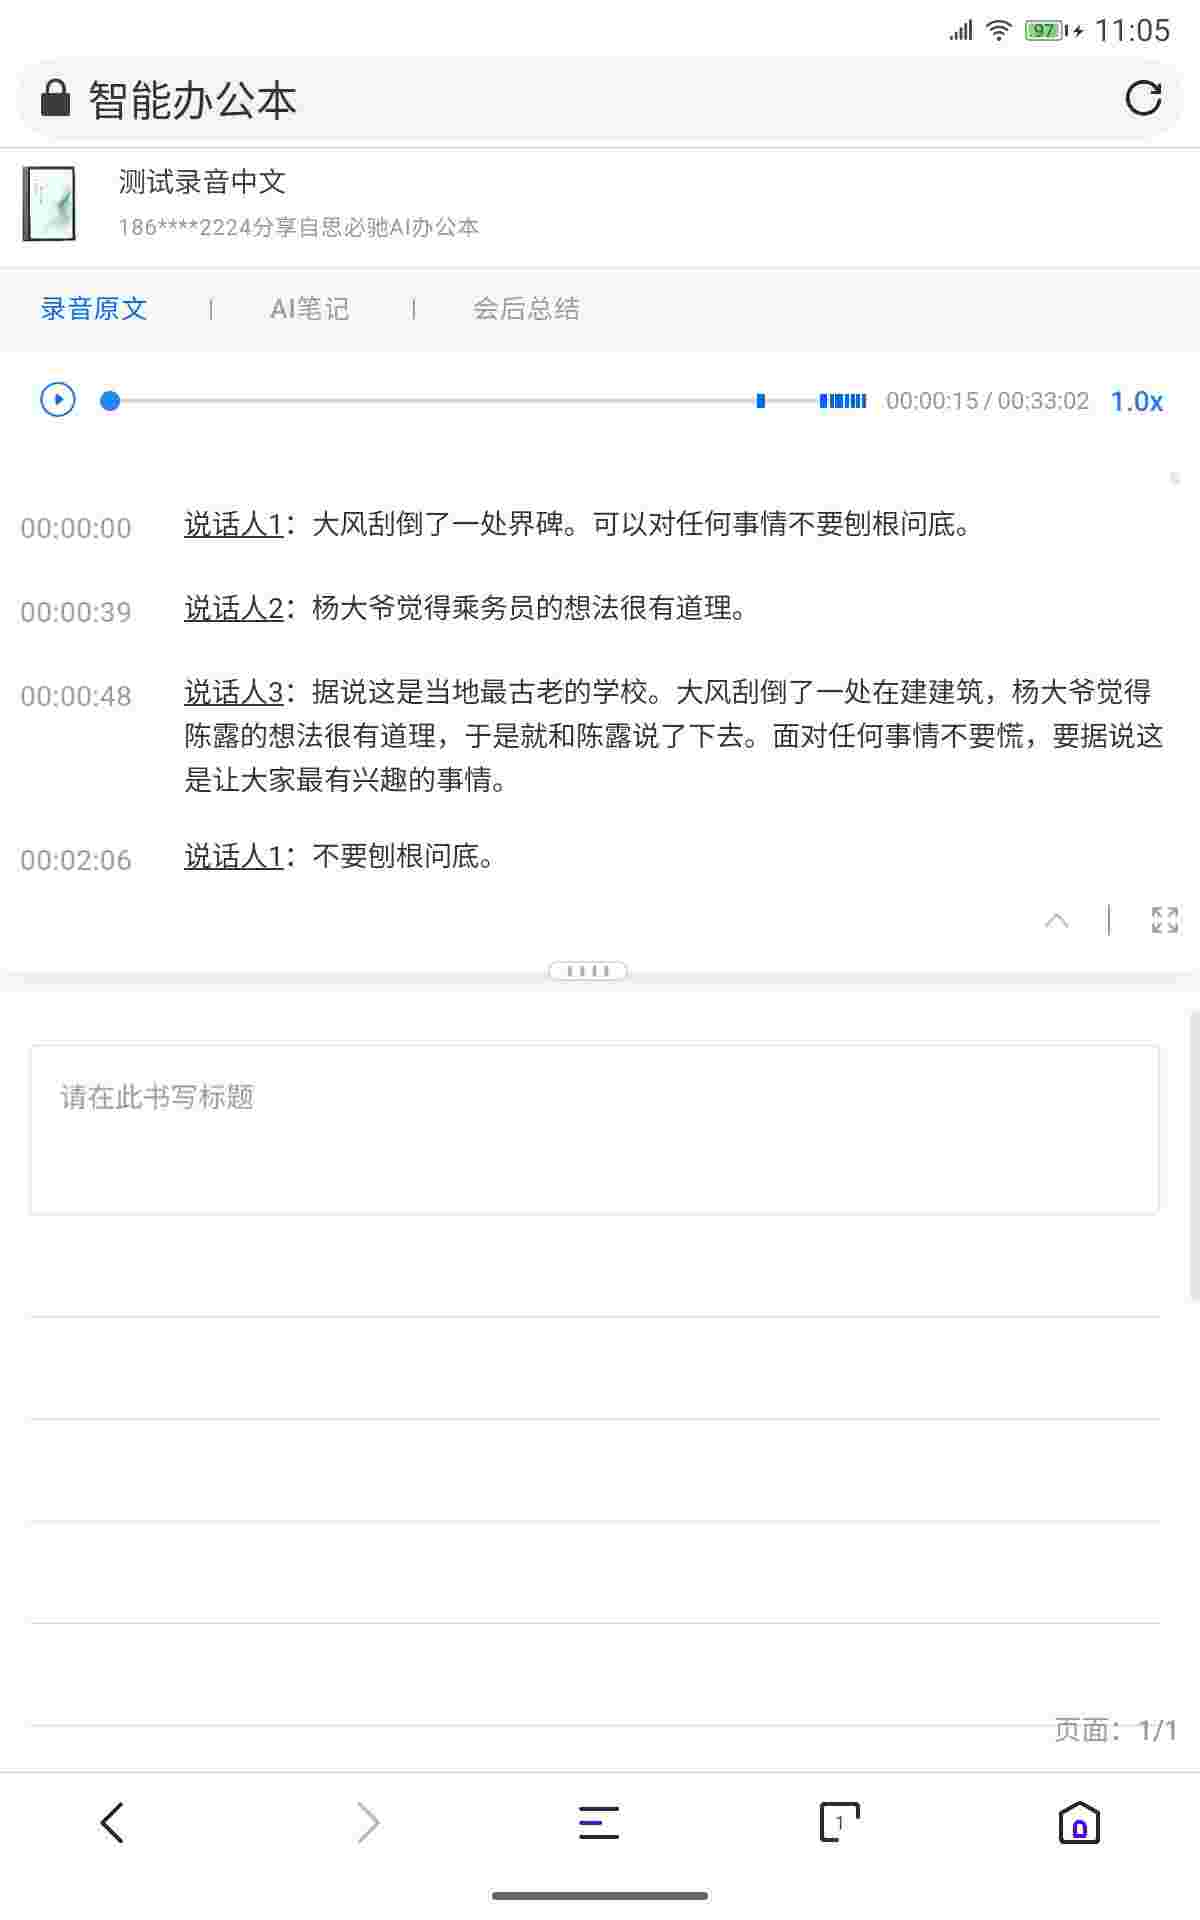 97 11:05
智能办公本
测试录音中文
186****2224分享自思必驰AI办公本
录音原文 | AI笔记 | 会后总结
00:00:15 / 00:33:02 1.0x
00:00:00 说话人1：大风刮倒了一处界碑。可以对任何事情不要刨根问底。
00:00:39 说话人2：杨大爷觉得乘务员的想法很有道理。
00:00:48 说话人3：据说这是当地最古老的学校。大风刮倒了一处在建建筑，杨大爷觉得
陈露的想法很有道理，于是就和陈露说了下去。面对任何事情不要慌，要据说这
是让大家最有兴趣的事情。
00:02:06 说话人1：不要刨根问底。
请在此书写标题
页面：1/1
1